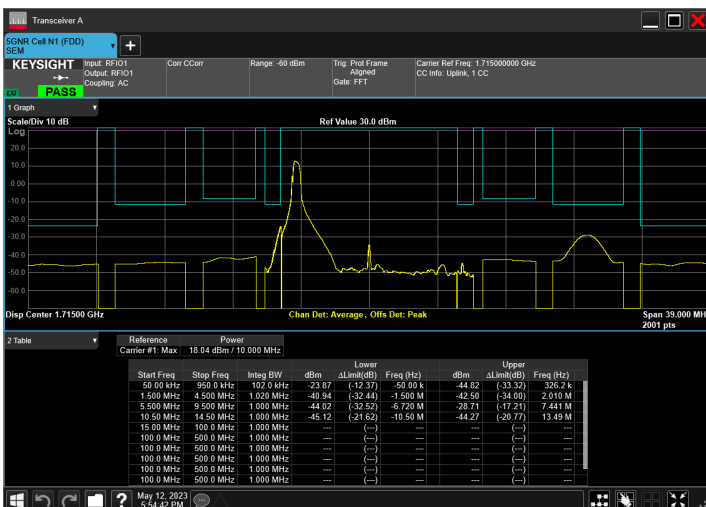 Transceiver A
5GNR Cell N1 (FDD)
SEM
KEYSIGHT
LXI PASS
Input: RFIO1
Output: RFIO1
Coupling: AC
Corr CCorr
Range: -60 dBm
Trig: Prot Frame
Aligned
Gate: FFT
Carrier Ref Freq: 1.715000000 GHz
CC Info: Uplink, 1 CC
1 Graph
Scale/Div 10 dB Ref Value 30.0 dBm
Log
20.0
10.0
0.00
-10.0
-20.0
-30.0
-40.0
-50.0
-60.0
Disp Center 1.71500 GHz Chan Det: Average, Offs Det: Peak Span 39.000 MH
2001 pts
2 Table
Reference Power
Carrier #1: Max 18.04 dBm / 10.000 MHz
Lower Upper
Start Freq Stop Freq Integ BW dBm ΔLimit(dB) Freq (Hz) dBm ΔLimit(dB) Freq (Hz)
50.00 kHz 950.0 kHz 102.0 kHz -23.87 (-12.37) -50.00 k -44.82 (-33.32) 326.2 k
1.500 MHz 4.500 MHz 1.020 MHz -40.94 (-32.44) -1.500 M -42.50 (-34.00) 2.010 M
5.500 MHz 9.500 MHz 1.000 MHz -44.02 (-32.52) -6.720 M -28.71 (-17.21) 7.441 M
10.50 MHz 14.50 MHz 1.000 MHz -45.12 (-21.62) -10.50 M -44.27 (-20.77) 13.49 M
15.00 MHz 100.0 MHz 1.000 MHz --- (---) --- --- (---) ---
100.0 MHz 500.0 MHz 1.000 MHz --- (---) --- --- (---) ---
100.0 MHz 500.0 MHz 1.000 MHz --- (---) --- --- (---) ---
100.0 MHz 500.0 MHz 1.000 MHz --- (---) --- --- (---) ---
100.0 MHz 500.0 MHz 1.000 MHz --- (---) --- --- (---) ---
100.0 MHz 500.0 MHz 1.000 MHz --- (---) --- --- (---) ---
May 12, 2023
5:54:42 PM